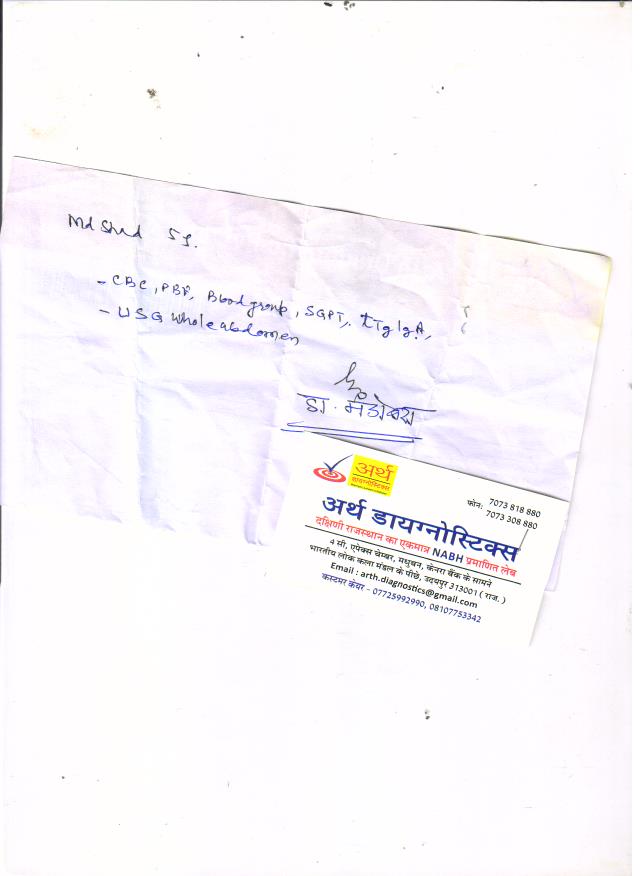 Md Shad 5y.
- CBC, PBF, Blood group, SGPT, tTg IgA,
- USG whole abdomen
डा.
अर्थ
डायग्नोस्टिक्स
फोन: 7073 818 880
7073 308 880
अर्थ डायग्नोस्टिक्स
दक्षिणी राजस्थान का एकमात्र NABH प्रमाणित लेब
4 सी, एपेक्स चेम्बर, मधुबन, केनरा बैंक के सामने
भारतीय लोक कला मंडल के पीछे, उदयपुर 313001 ( राज. )
Email : arth.diagnostics@gmail.com
कस्टमर केयर - 07725992990, 08107753342